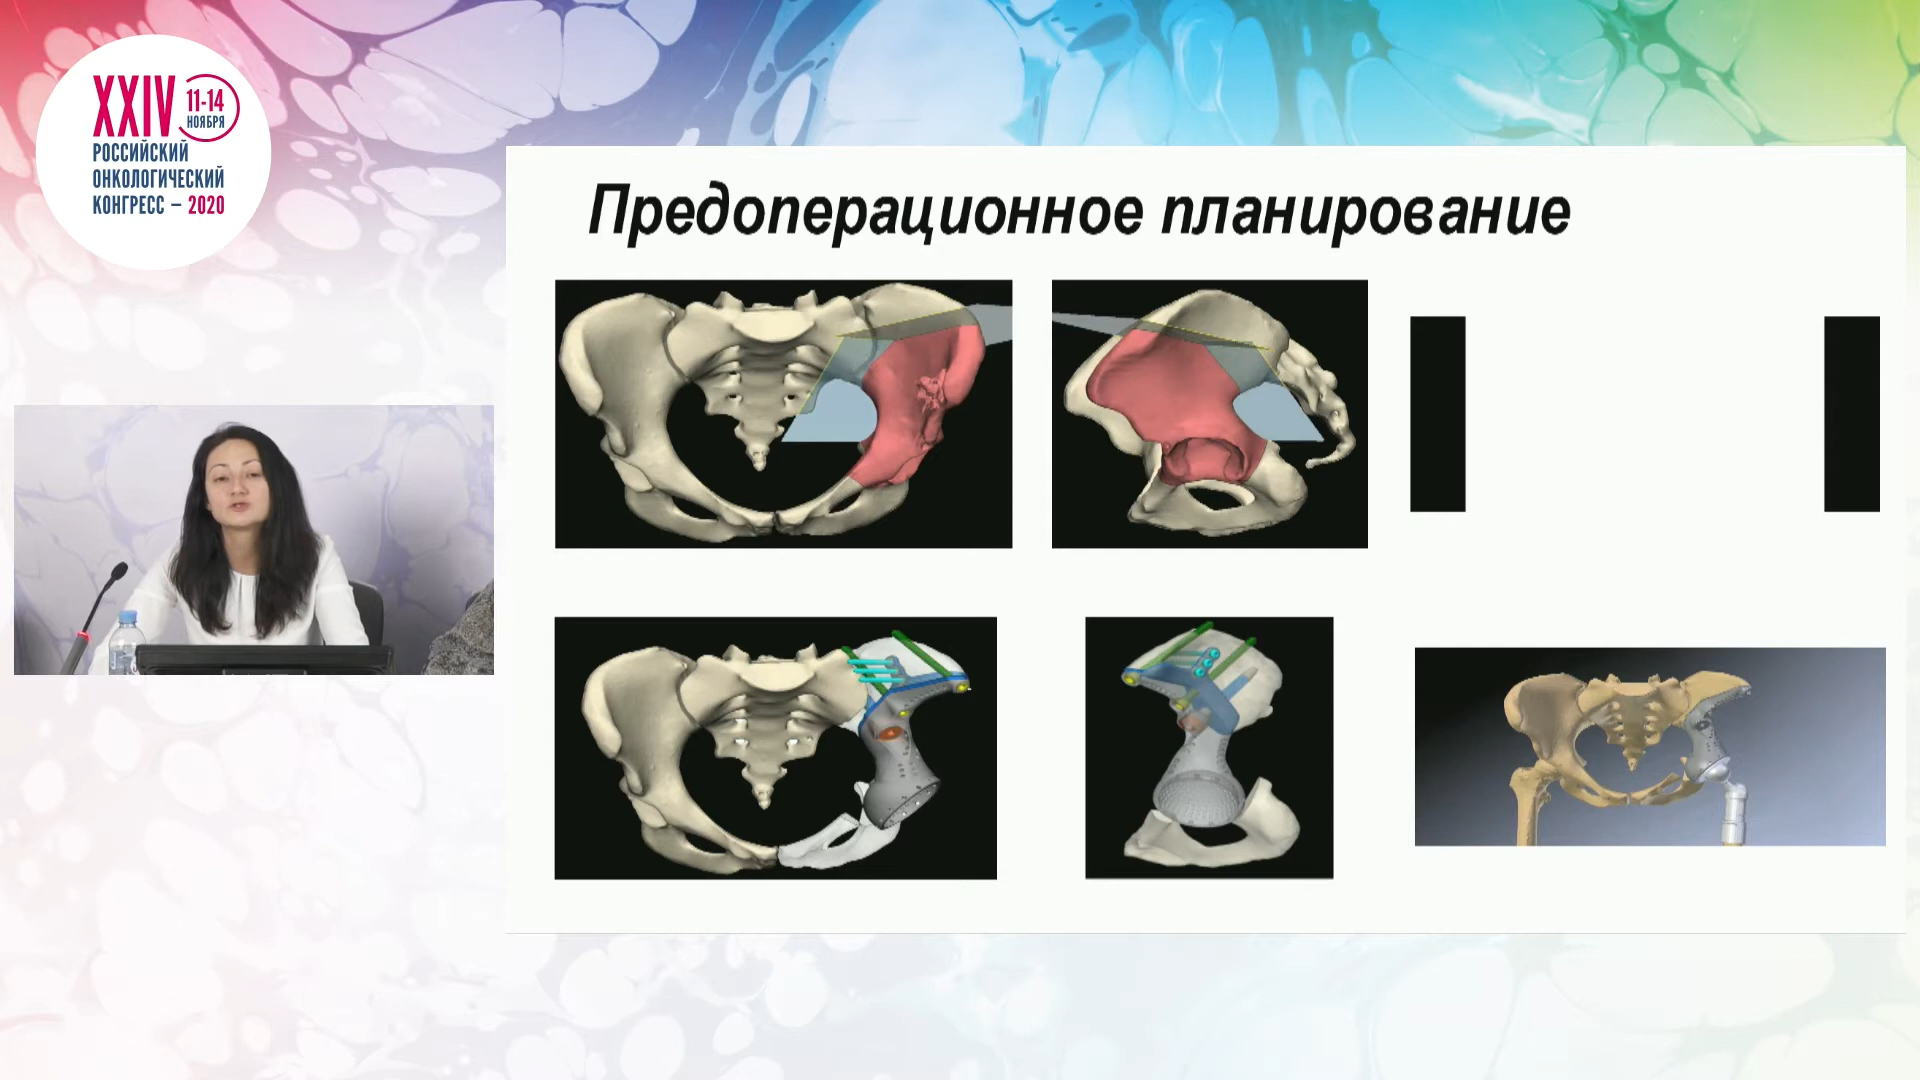 XXIV 11-14
НОЯБРЯ
РОССИЙСКИЙ
ОНКОЛОГИЧЕСКИЙ
КОНГРЕСС – 2020
Предоперационное планирование